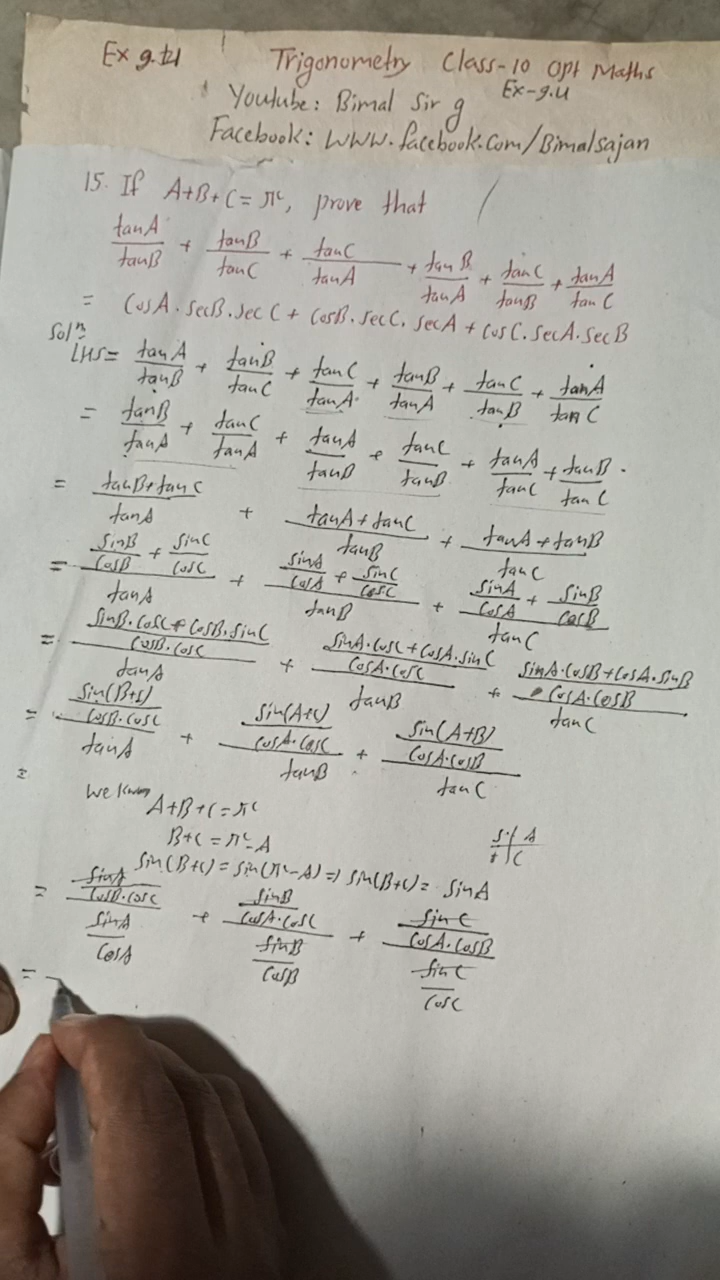 Ex 9.4 Trigonometry Class-10 Opt Maths
Ex-9.4
Youtube: Bimal Sir g
Facebook: WWW.facebook.Com/Bimalsajan
15. If A+B+C = πᶜ, prove that
tanA/tanB + tanB/tanC + tanC/tanA + tanB/tanA + tanC/tanB + tanA/tanC
= CosA . secB . sec C + CosB. secC. secA + Cos C. SecA. Sec B
Solⁿ:
LHS = tanA/tanB + tanB/tanC + tanC/tanA + tanB/tanA + tanC/tanB + tanA/tanC
= tanB/tanA + tanC/tanA + tanA/tanB + tanC/tanB + tanA/tanC + tanB/tanC
= (tanB + tanC)/tanA + (tanA + tanC)/tanB + (tanA + tanB)/tanC
= (sinB/CosB + sinC/CosC)/tanA + (sinA/CosA + sinC/CosC)/tanB + (sinA/CosA + sinB/CosB)/tanC
= ((sinB.CosC + CosB.sinC)/(CosB.CosC))/tanA + ((sinA.CosC + CosA.sinC)/(CosA.CosC))/tanB + ((sinA.CosB + CosA.sinB)/(CosA.CosB))/tanC
= (sin(B+C)/(CosB.CosC))/tanA + (sin(A+C)/(CosA.CosC))/tanB + (sin(A+B)/(CosA.CosB))/tanC
=
We know
A+B+C = πᶜ
B+C = πᶜ-A
S | A
t | C
sin(B+C) = sin(πᶜ-A) => sin(B+C) = sinA
= (sinA/(CosB.CosC))/(sinA/CosA) + (sinB/(CosA.CosC))/(sinB/CosB) + (sinC/(CosA.CosB))/(sinC/CosC)
=